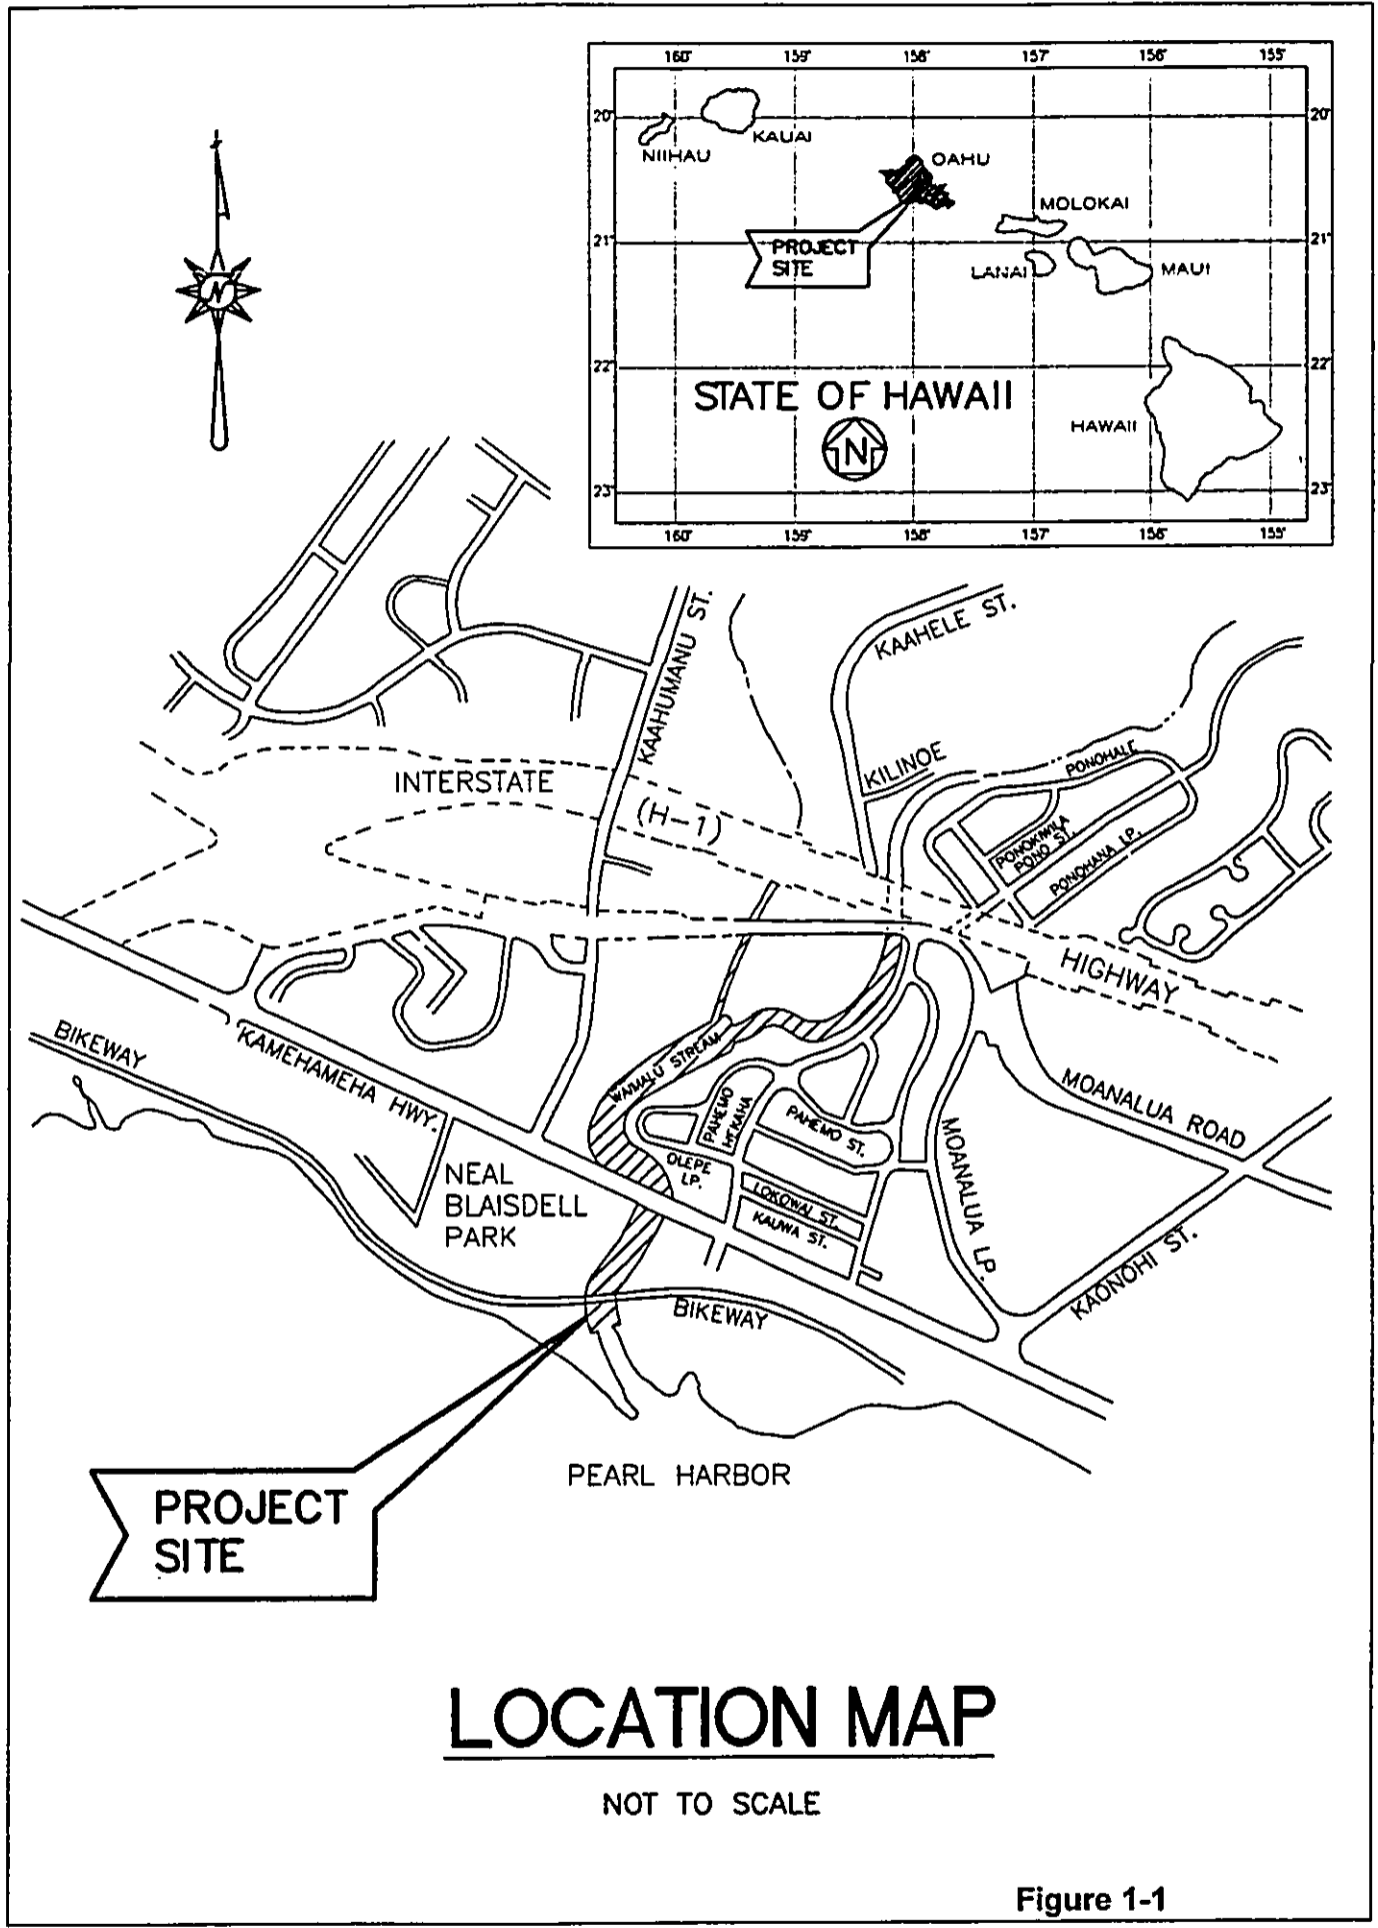 160° 159° 158° 157° 156° 155°
20° 20°
KAUAI
NIIHAU
OAHU
MOLOKAI
21° 21°
PROJECT
SITE
LANAI
MAUI
22° 22°
STATE OF HAWAII
HAWAII
N
23° 23°
160° 159° 158° 157° 156° 155°
N
KAAHUMANU ST.
KAAHELE ST.
INTERSTATE
(H-1)
HIGHWAY
KILINOE
PONOHALE
PONO ST.
PONOHANA LP.
BIKEWAY
KAMEHAMEHA HWY.
WAIMALU STREAM
PAHEMO
PAHEMO ST.
OLEPE
LP.
LOKOWAI ST.
KAUWA ST.
MOANALUA LP.
MOANALUA ROAD
KAONOHI ST.
NEAL
BLAISDELL
PARK
BIKEWAY
PEARL HARBOR
PROJECT
SITE
LOCATION MAP
NOT TO SCALE
Figure 1-1